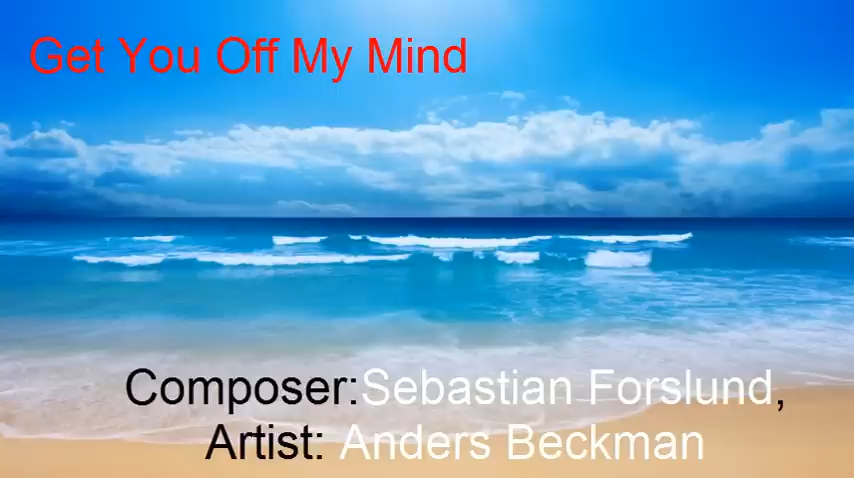 Get You Off My Mind
Composer:Sebastian Forslund,
Artist: Anders Beckman